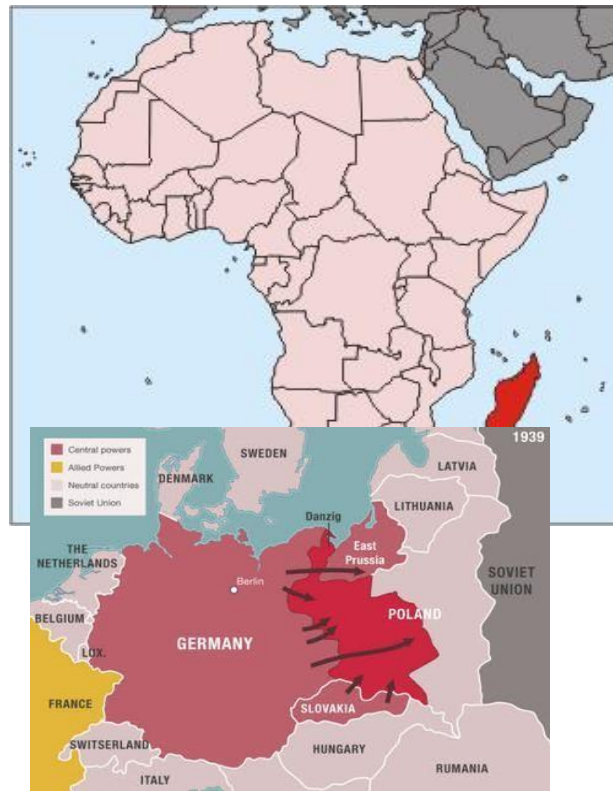 1939
Central powers
Allied Powers
Neutral countries
Soviet Union
SWEDEN
DENMARK
LATVIA
LITHUANIA
Danzig
East
Prussia
THE
NETHERLANDS
Berlin
SOVIET
UNION
BELGIUM
POLAND
GERMANY
LUX.
FRANCE
SLOVAKIA
SWITZERLAND
HUNGARY
RUMANIA
ITALY